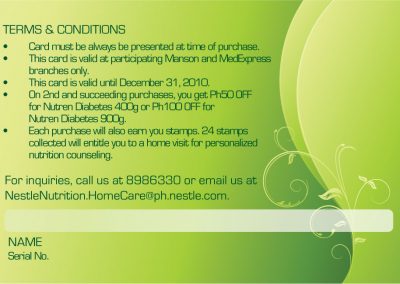 TERMS & CONDITIONS
• Card must be always be presented at time of purchase.
• This card is valid at participating Manson and MedExpress
branches only.
• This card is valid until December 31, 2010.
• On 2nd and succeeding purchases, you get Ph50 OFF
for Nutren Diabetes 400g or Ph100 OFF for
Nutren Diabetes 900g.
• Each purchase will also earn you stamps. 24 stamps
collected will entitle you to a home visit for personalized
nutrition counseling.
For inquiries, call us at 8986330 or email us at
NestleNutrition.HomeCare@ph.nestle.com.
NAME
Serial No.